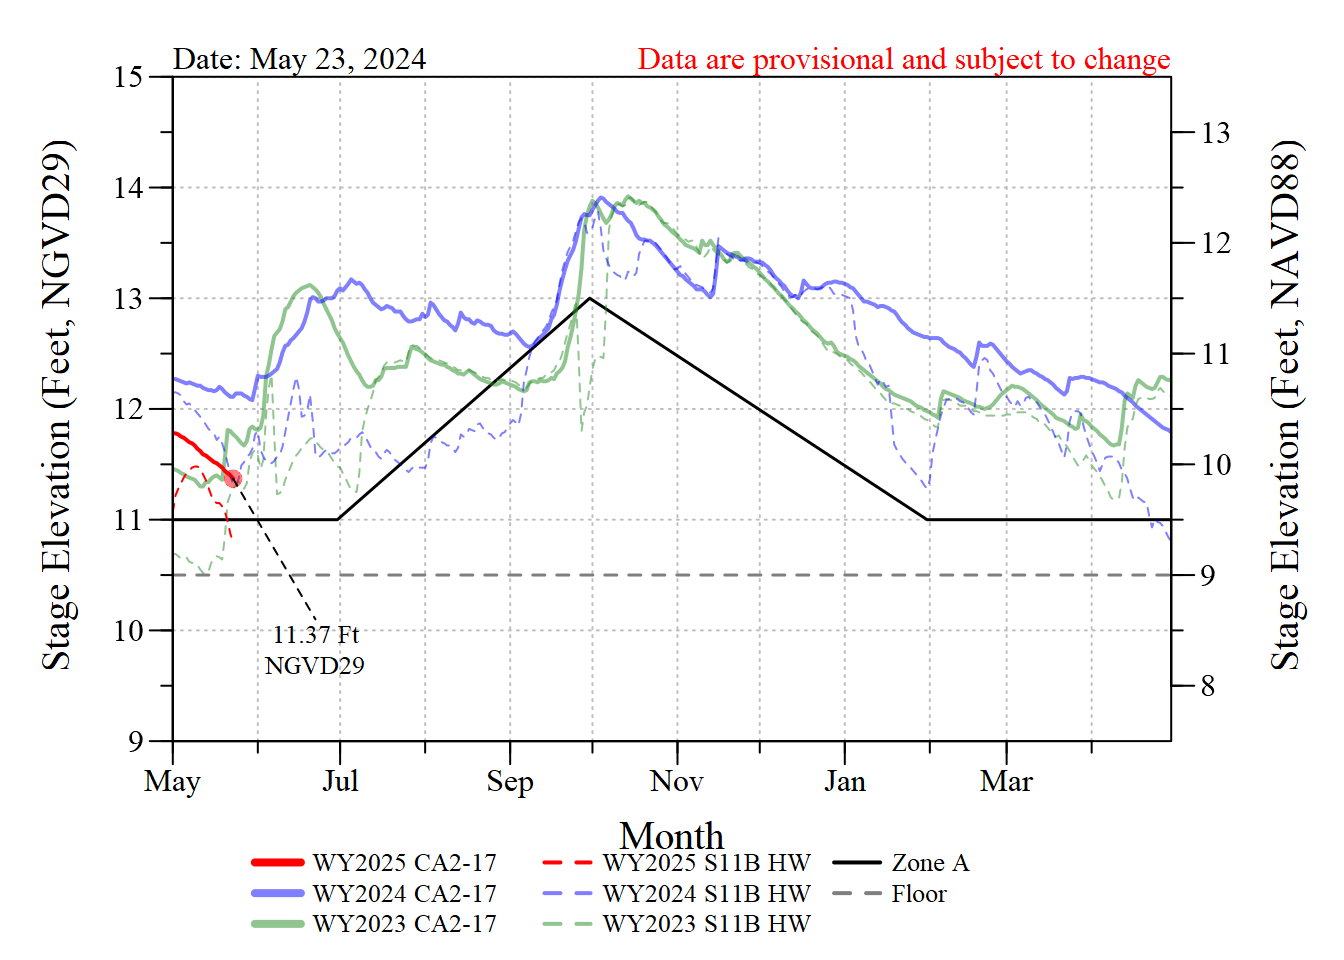 Date: May 23, 2024
Data are provisional and subject to change
15
14
13
12
11
10
9
Stage Elevation (Feet, NGVD29)
13
12
11
10
9
8
Stage Elevation (Feet, NAVD88)
11.37 Ft
NGVD29
May Jul Sep Nov Jan Mar
Month
WY2025 CA2-17 WY2025 S11B HW Zone A
WY2024 CA2-17 WY2024 S11B HW Floor
WY2023 CA2-17 WY2023 S11B HW